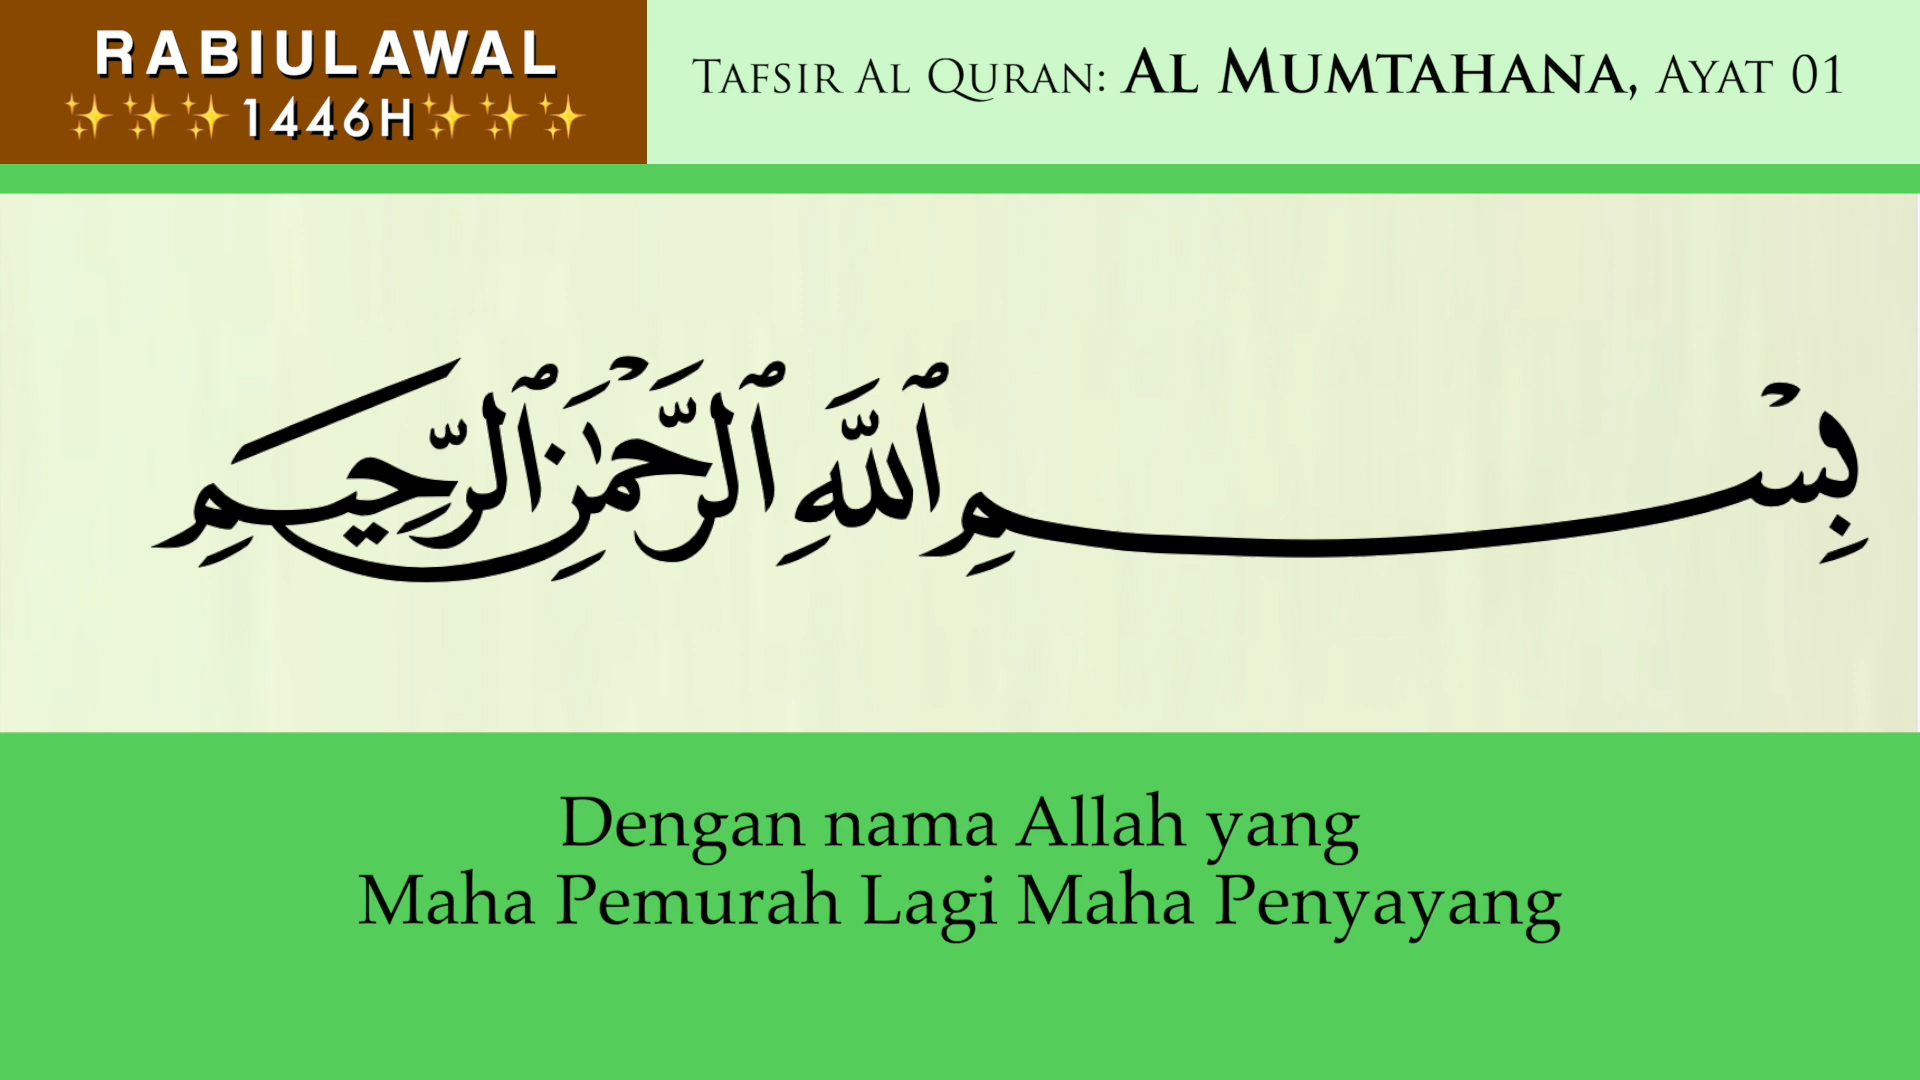 RABIULAWAL
✨✨✨1446H✨✨✨
Tafsir Al Quran: Al Mumtahana, Ayat 01
بِسْمِ ٱللَّهِ ٱلرَّحْمَٰنِ ٱلرَّحِيمِ
Dengan nama Allah yang
Maha Pemurah Lagi Maha Penyayang